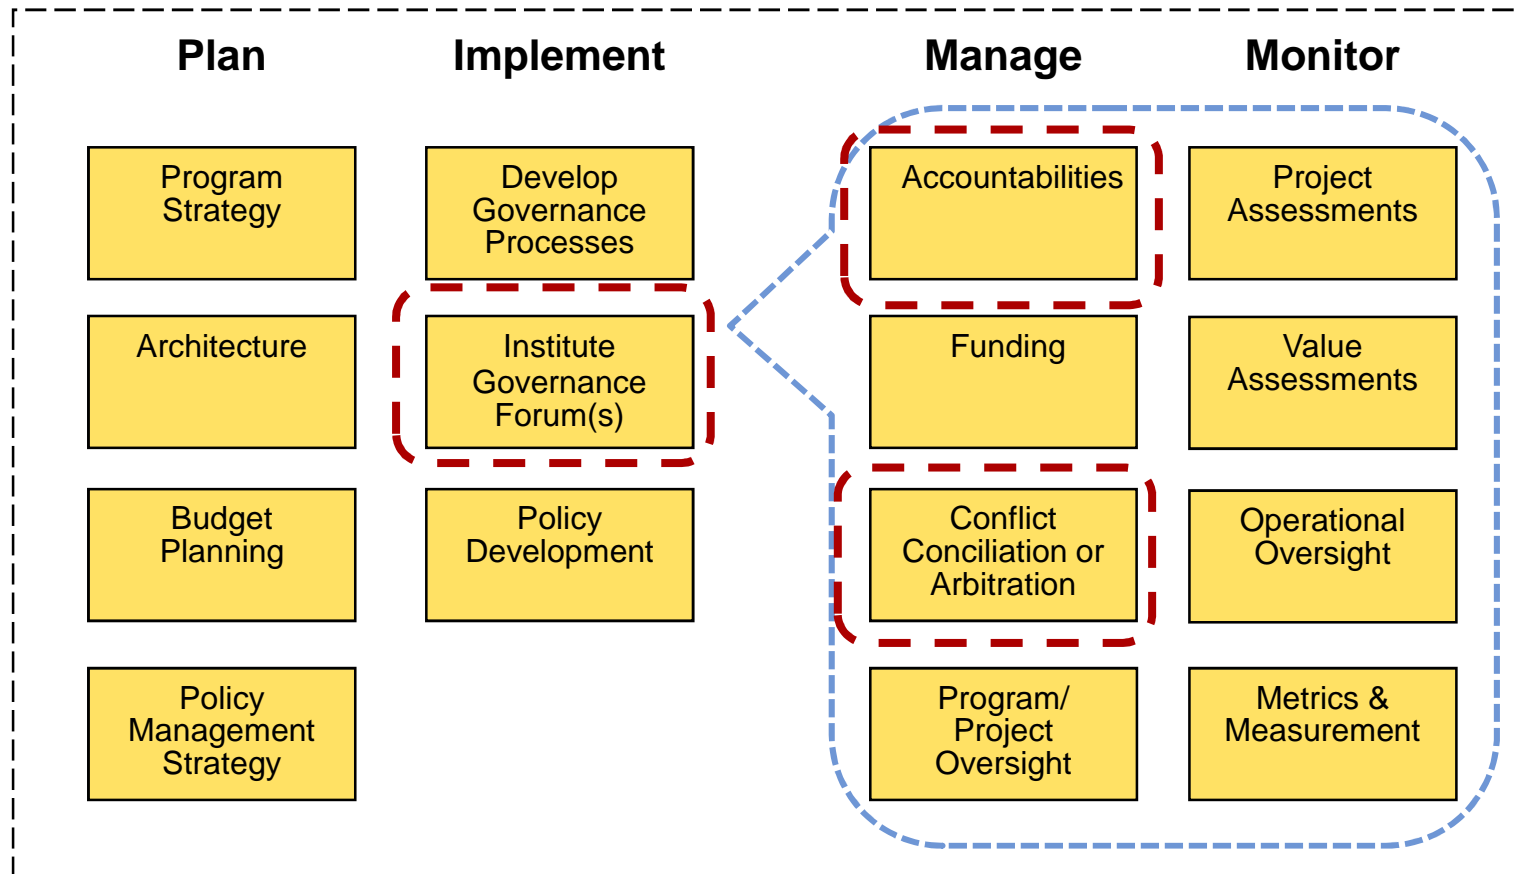 Plan
Implement
Manage
Monitor
Program
Strategy
Develop
Governance
Processes
Accountabilities
Project
Assessments
Architecture
Institute
Governance
Forum(s)
Funding
Value
Assessments
Budget
Planning
Policy
Development
Conflict
Conciliation or
Arbitration
Operational
Oversight
Policy
Management
Strategy
Program/
Project
Oversight
Metrics &
Measurement